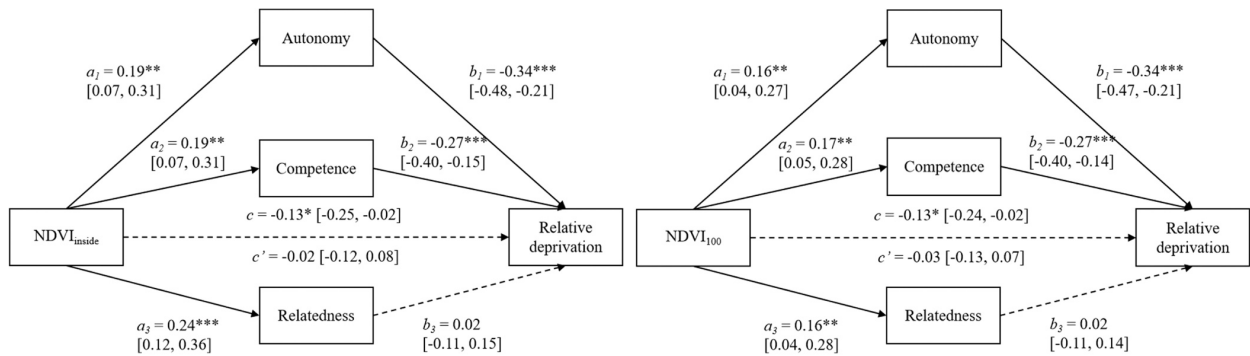 Autonomy
a1 = 0.19**
[0.07, 0.31]
b1 = -0.34***
[-0.48, -0.21]
a2 = 0.19**
[0.07, 0.31]
b2 = -0.27***
[-0.40, -0.15]
Competence
c = -0.13* [-0.25, -0.02]
NDVIinside
Relative
deprivation
c’ = -0.02 [-0.12, 0.08]
Relatedness
a3 = 0.24***
[0.12, 0.36]
b3 = 0.02
[-0.11, 0.15]
Autonomy
a1 = 0.16**
[0.04, 0.27]
b1 = -0.34***
[-0.47, -0.21]
a2 = 0.17**
[0.05, 0.28]
b2 = -0.27***
[-0.40, -0.14]
Competence
c = -0.13* [-0.24, -0.02]
NDVI100
Relative
deprivation
c’ = -0.03 [-0.13, 0.07]
Relatedness
a3 = 0.16**
[0.04, 0.28]
b3 = 0.02
[-0.11, 0.14]